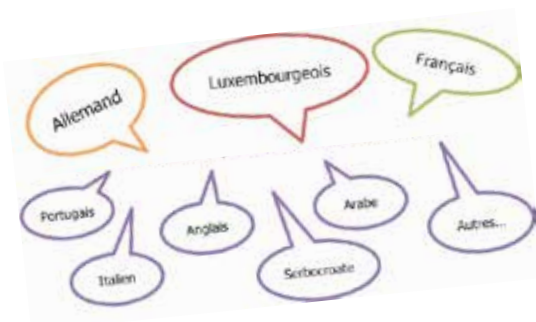 Allemand
Luxembourgeois
Français
Portugais
Anglais
Arabe
Autres...
Italien
Serbocroate